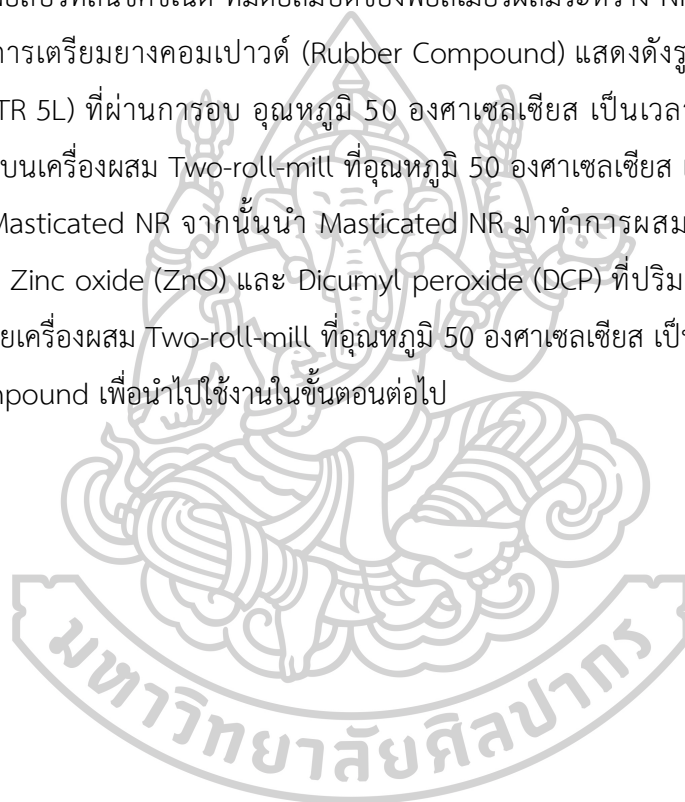 การเตรียมยางคอมเปาวด์ (Rubber Compound) แสดงดังรู
TR 5L) ที่ผ่านการอบ อุณหภูมิ 50 องศาเซลเซียส เป็นเวลา
บนเครื่องผสม Two-roll-mill ที่อุณหภูมิ 50 องศาเซลเซียส เ
Masticated NR จากนั้นนำ Masticated NR มาทำการผสม
Zinc oxide (ZnO) และ Dicumyl peroxide (DCP) ที่ปริม
ยเครื่องผสม Two-roll-mill ที่อุณหภูมิ 50 องศาเซลเซียส เป็
mpound เพื่อนำไปใช้งานในขั้นตอนต่อไป
มหาวิทยาลัยศิลปากร